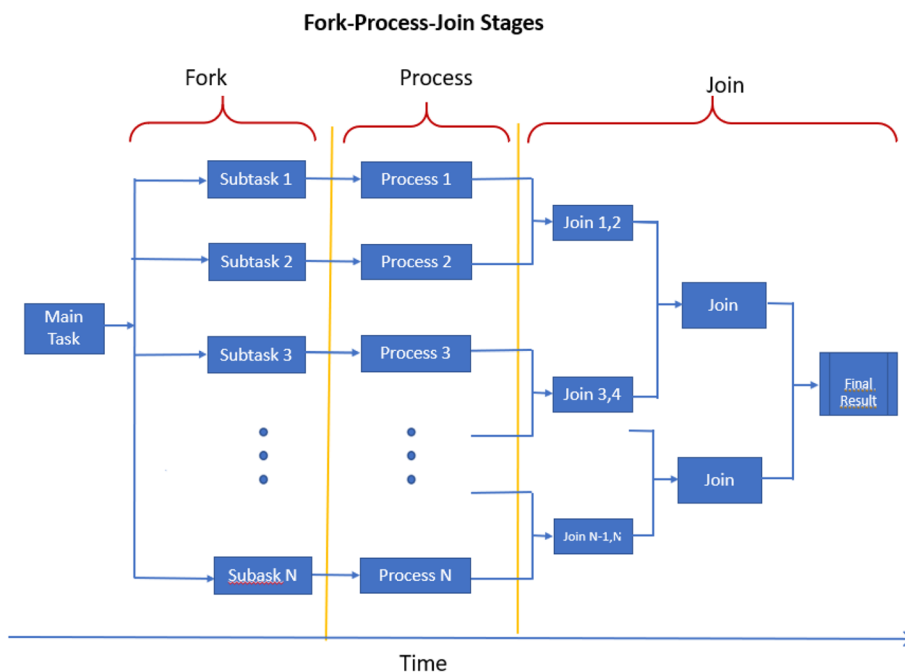 Fork-Process-Join Stages
Fork
Process
Join
Subtask 1
Process 1
Join 1,2
Subtask 2
Process 2
Main
Task
Join
Subtask 3
Process 3
Join 3,4
Final
Result
Join
Join N-1,N
Subask N
Process N
Time